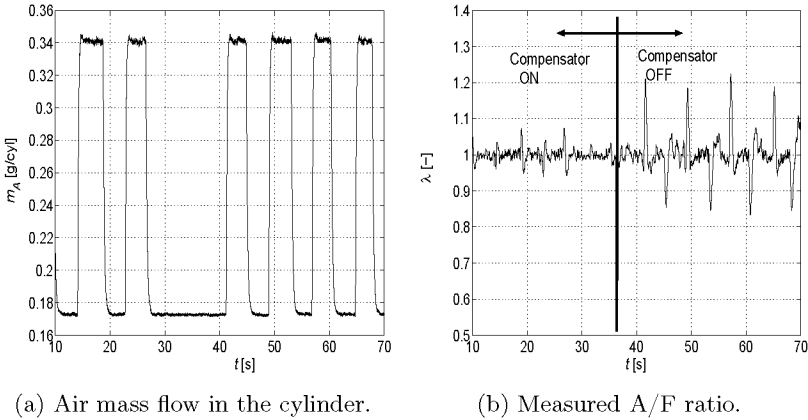 0.36
0.34
0.32
0.3
0.28
0.26
0.24
0.22
0.2
0.18
0.16
m_A [g/cyl]
10 20 30 40 50 60 70
t [s]
(a) Air mass flow in the cylinder.
1.4
1.3
1.2
1.1
1
0.9
0.8
0.7
0.6
0.5
λ [–]
Compensator
ON
Compensator
OFF
10 20 30 40 50 60 70
t [s]
(b) Measured A/F ratio.